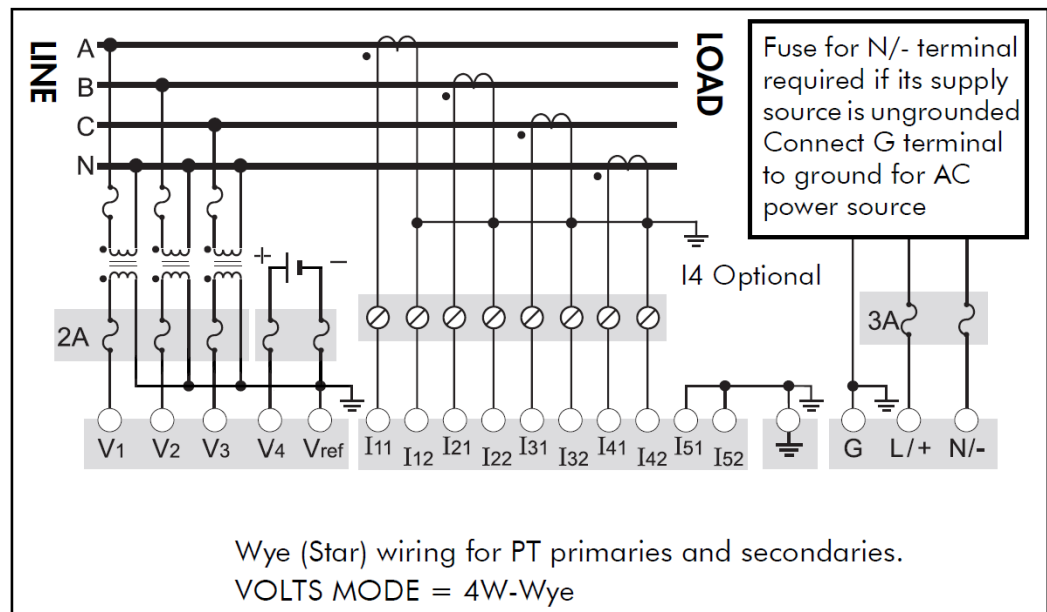 LINE
A
B
C
N
LOAD
Fuse for N/- terminal
required if its supply
source is ungrounded
Connect G terminal
to ground for AC
power source
+ −
I4 Optional
2A
3A
V1 V2 V3 V4 Vref I11 I12 I21 I22 I31 I32 I41 I42 I51 I52 G L/+ N/-
Wye (Star) wiring for PT primaries and secondaries.
VOLTS MODE = 4W-Wye